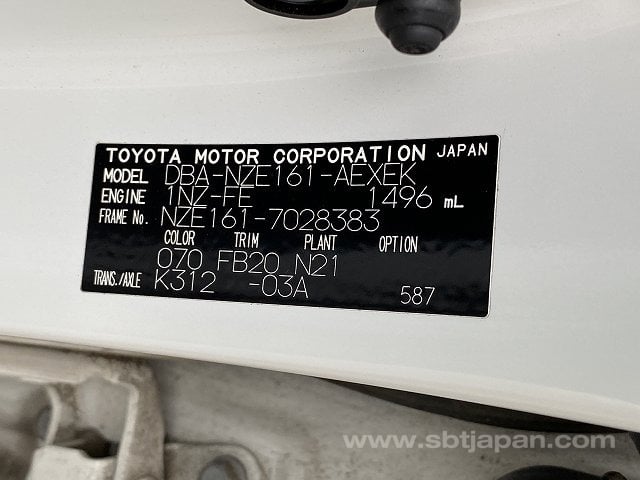 TOYOTA MOTOR CORPORATION JAPAN
MODEL DBA-NZE161-AEXEK
ENGINE 1NZ-FE 1496 mL
FRAME No. NZE161-7028383
COLOR TRIM PLANT OPTION
070 FB20 N21
TRANS./AXLE K312 -03A 587
www.sbtjapan.com